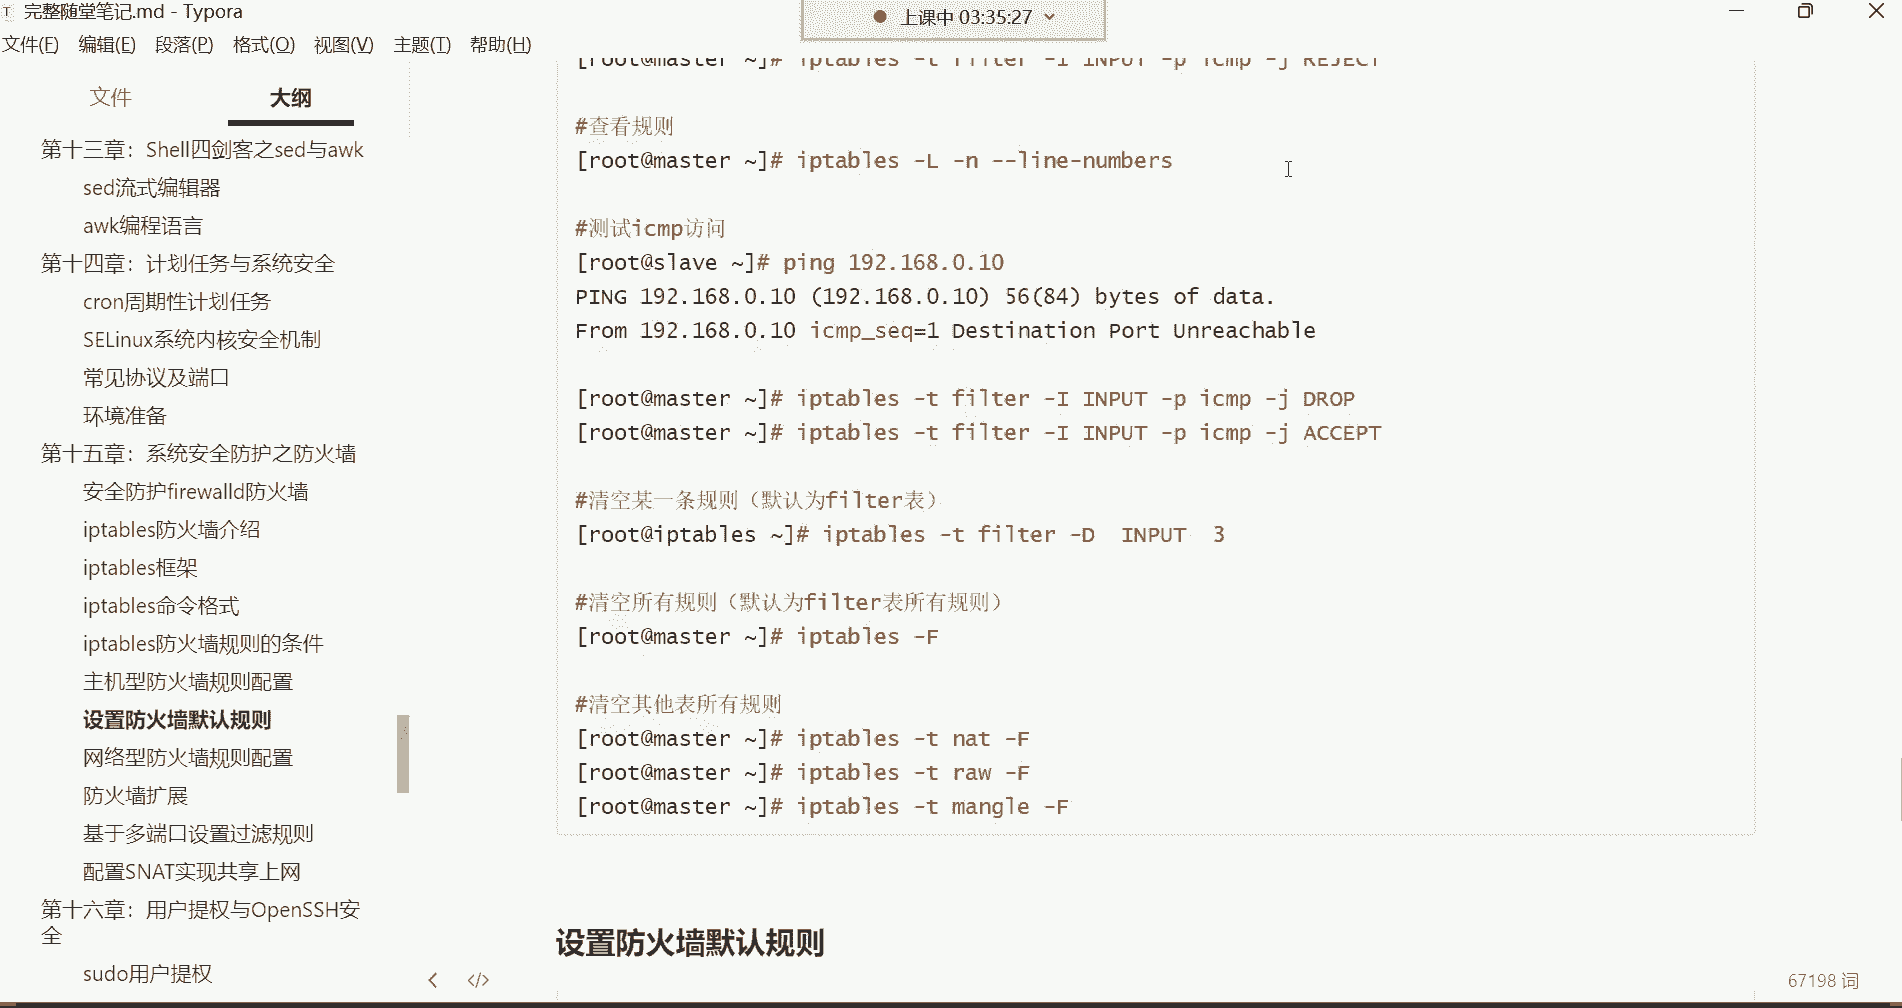 完整随堂笔记.md - Typora
上课中 03:35:27
文件(F) 编辑(E) 段落(P) 格式(O) 视图(V) 主题(T) 帮助(H)
文件 大纲
第十三章：Shell四剑客之sed与awk
sed流式编辑器
awk编程语言
第十四章：计划任务与系统安全
cron周期性计划任务
SELinux系统内核安全机制
常见协议及端口
环境准备
第十五章：系统安全防护之防火墙
安全防护firewalld防火墙
iptables防火墙介绍
iptables框架
iptables命令格式
iptables防火墙规则的条件
主机型防火墙规则配置
设置防火墙默认规则
网络型防火墙规则配置
防火墙扩展
基于多端口设置过滤规则
配置SNAT实现共享上网
第十六章：用户提权与OpenSSH安
全
sudo用户提权
[root@master ~]# iptables -t filter -I INPUT -p icmp -j REJECT
#查看规则
[root@master ~]# iptables -L -n --line-numbers
#测试icmp访问
[root@slave ~]# ping 192.168.0.10
PING 192.168.0.10 (192.168.0.10) 56(84) bytes of data.
From 192.168.0.10 icmp_seq=1 Destination Port Unreachable
[root@master ~]# iptables -t filter -I INPUT -p icmp -j DROP
[root@master ~]# iptables -t filter -I INPUT -p icmp -j ACCEPT
#清空某一条规则（默认为filter表）
[root@iptables ~]# iptables -t filter -D  INPUT  3
#清空所有规则（默认为filter表所有规则）
[root@master ~]# iptables -F
#清空其他表所有规则
[root@master ~]# iptables -t nat -F
[root@master ~]# iptables -t raw -F
[root@master ~]# iptables -t mangle -F
设置防火墙默认规则
67198 词